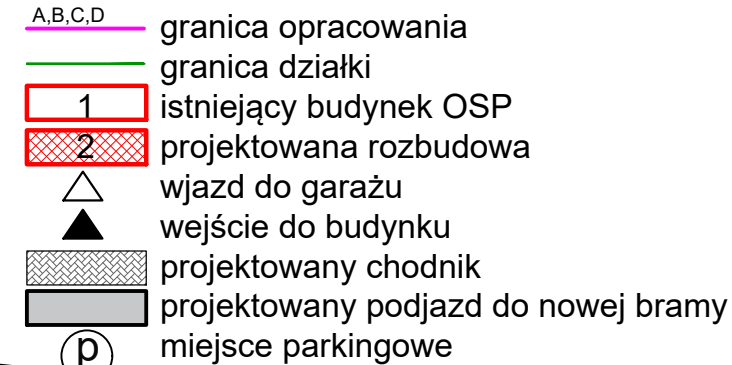 A,B,C,D granica opracowania
granica działki
1 istniejący budynek OSP
2 projektowana rozbudowa
wjazd do garażu
wejście do budynku
projektowany chodnik
projektowany podjazd do nowej bramy
p miejsce parkingowe